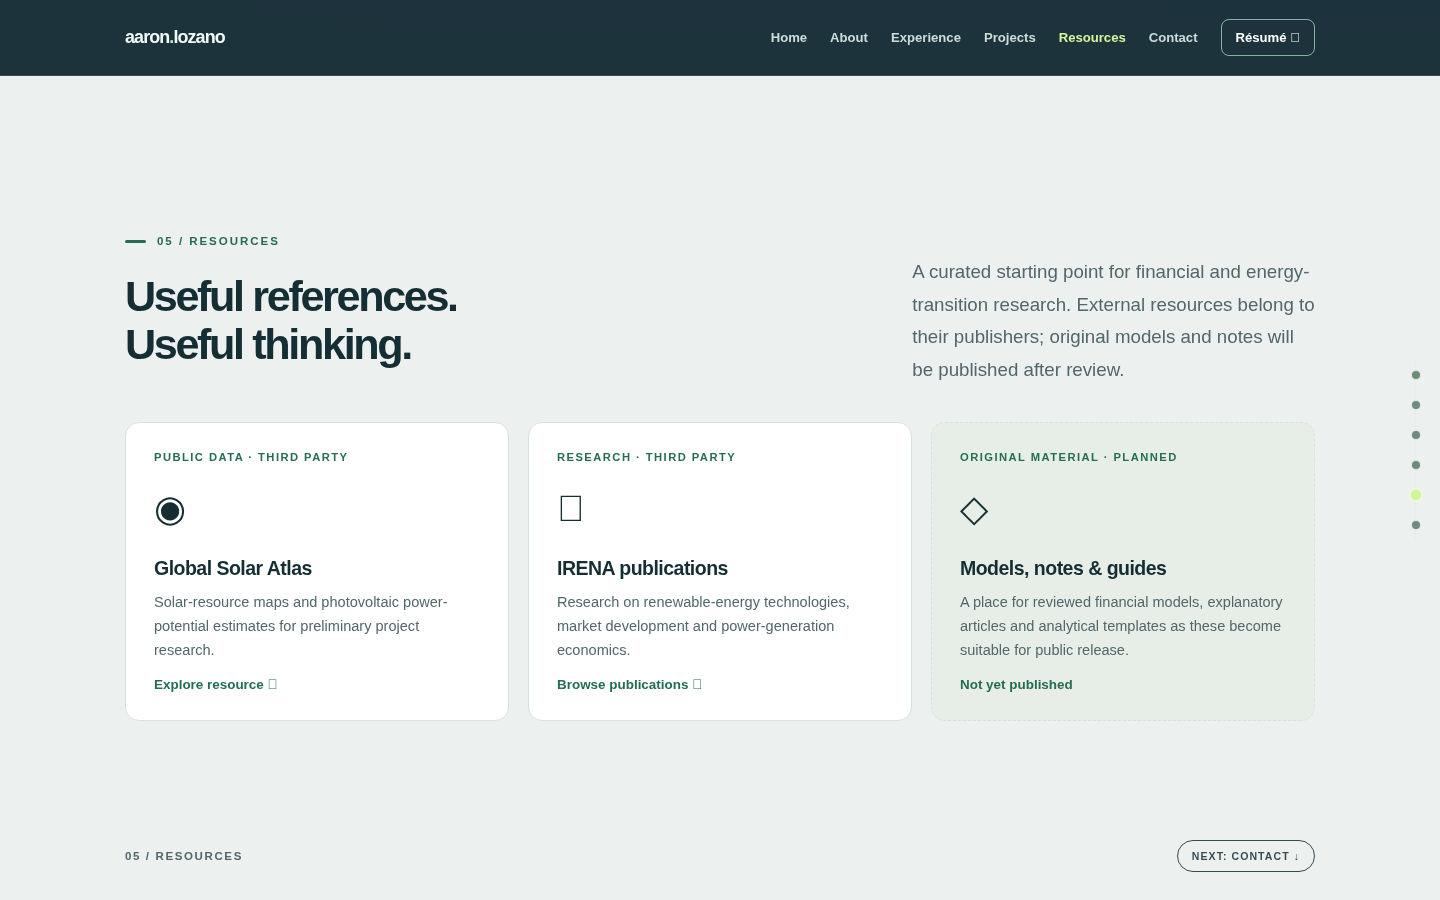 aaron.lozano
Home About Experience Projects Resources Contact Résumé
05 / RESOURCES
Useful references.
Useful thinking.
A curated starting point for financial and energy-
transition research. External resources belong to
their publishers; original models and notes will
be published after review.
PUBLIC DATA · THIRD PARTY
Global Solar Atlas
Solar-resource maps and photovoltaic power-
potential estimates for preliminary project
research.
Explore resource
RESEARCH · THIRD PARTY
IRENA publications
Research on renewable-energy technologies,
market development and power-generation
economics.
Browse publications
ORIGINAL MATERIAL · PLANNED
Models, notes & guides
A place for reviewed financial models, explanatory
articles and analytical templates as these become
suitable for public release.
Not yet published
05 / RESOURCES
NEXT: CONTACT ↓